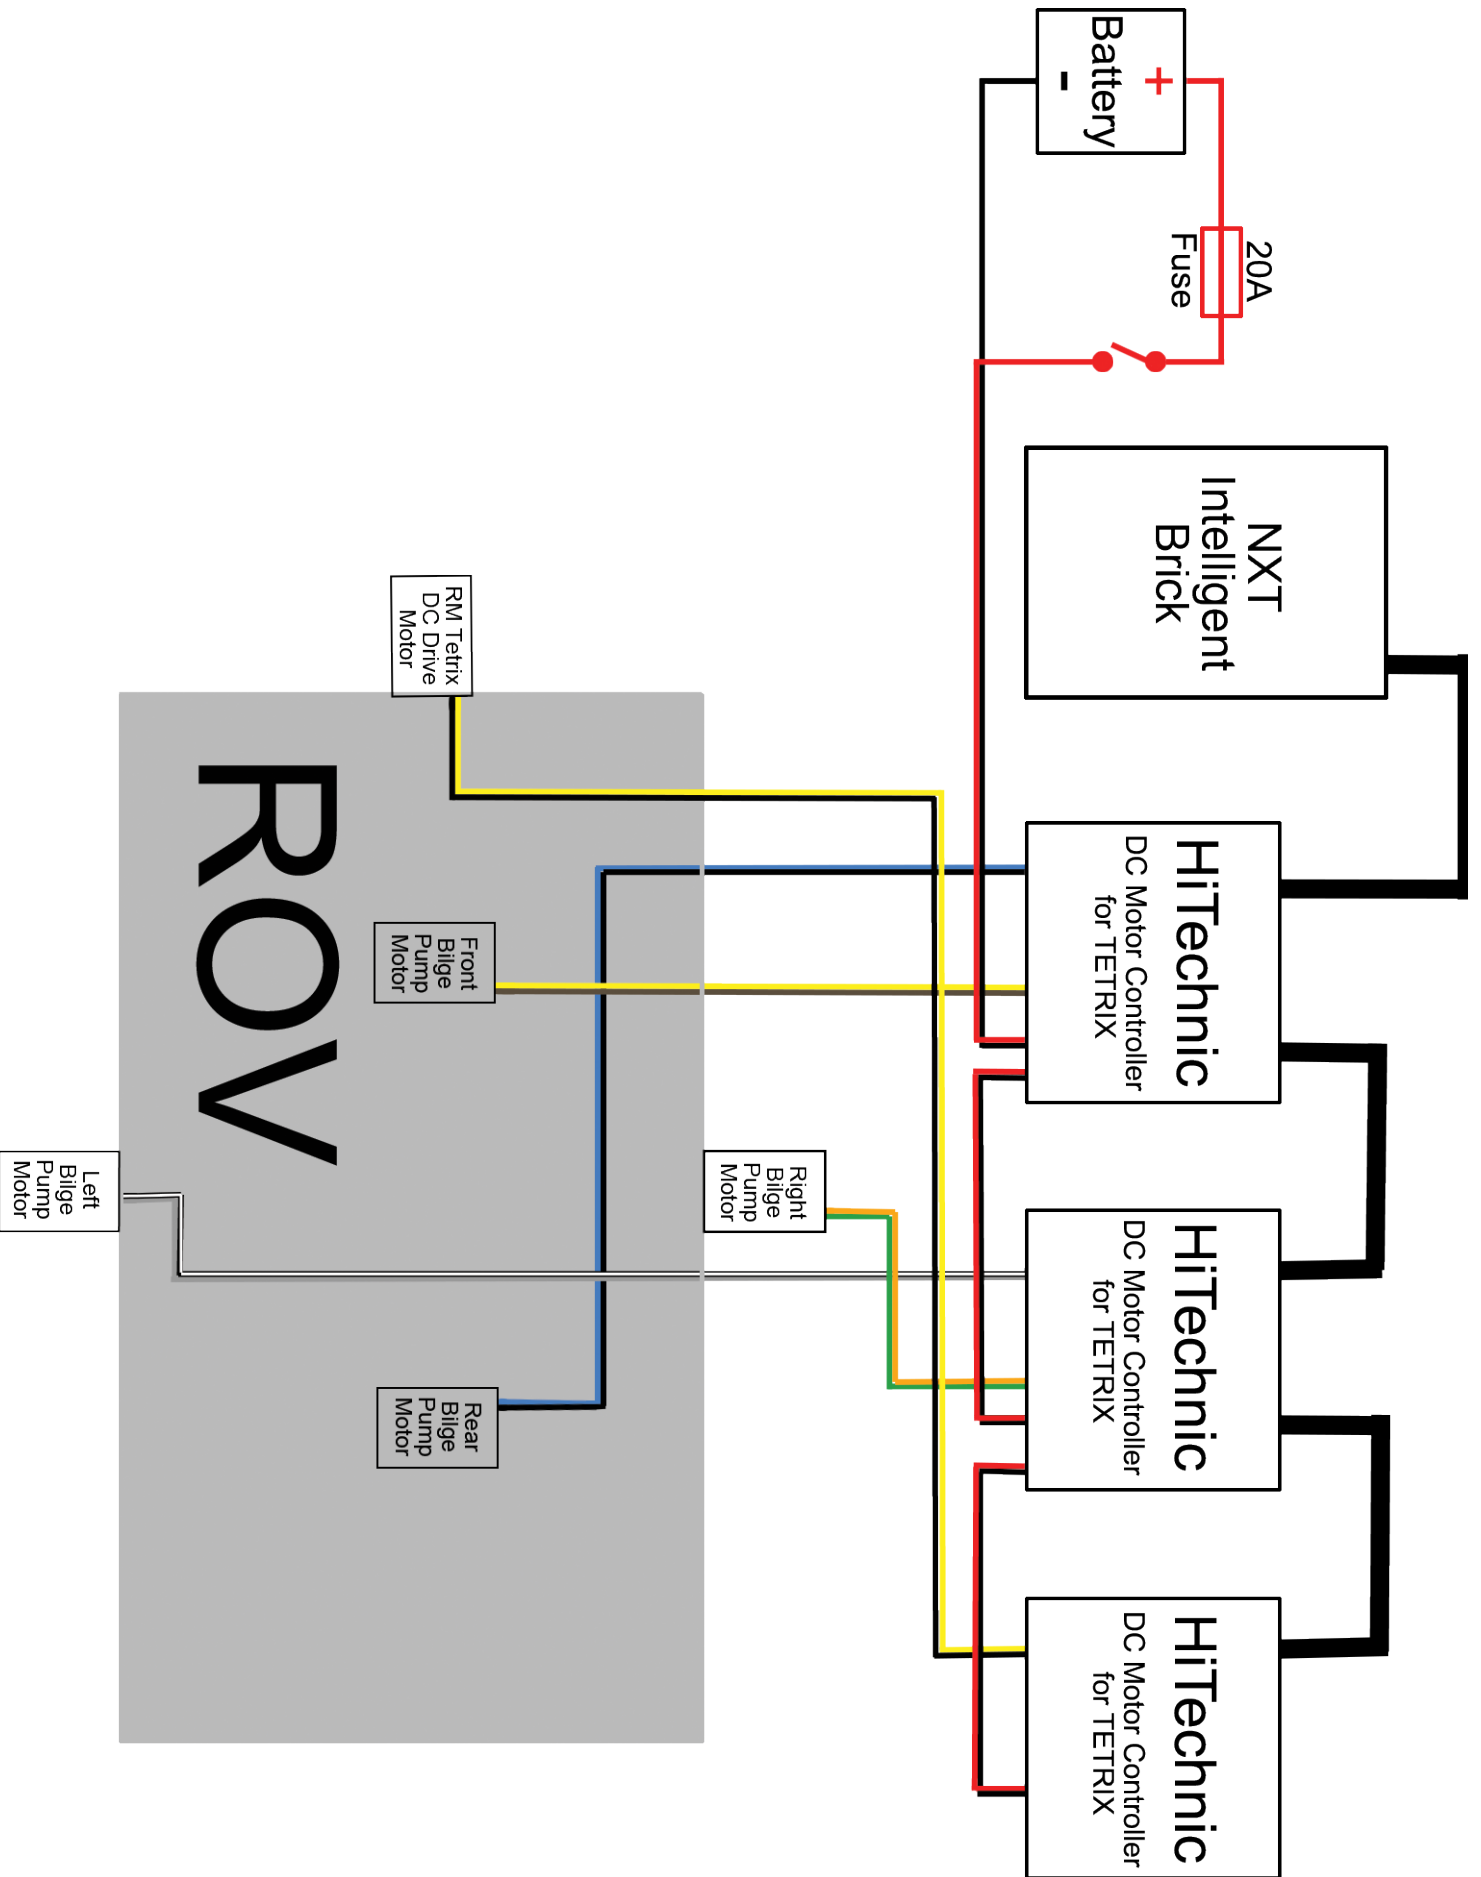 Battery
+
-
20A
Fuse
NXT
Intelligent
Brick
HiTechnic
DC Motor Controller
for TETRIX
HiTechnic
DC Motor Controller
for TETRIX
HiTechnic
DC Motor Controller
for TETRIX
RM Tetrix
DC Drive
Motor
ROV
Front
Bilge
Pump
Motor
Right
Bilge
Pump
Motor
Left
Bilge
Pump
Motor
Rear
Bilge
Pump
Motor